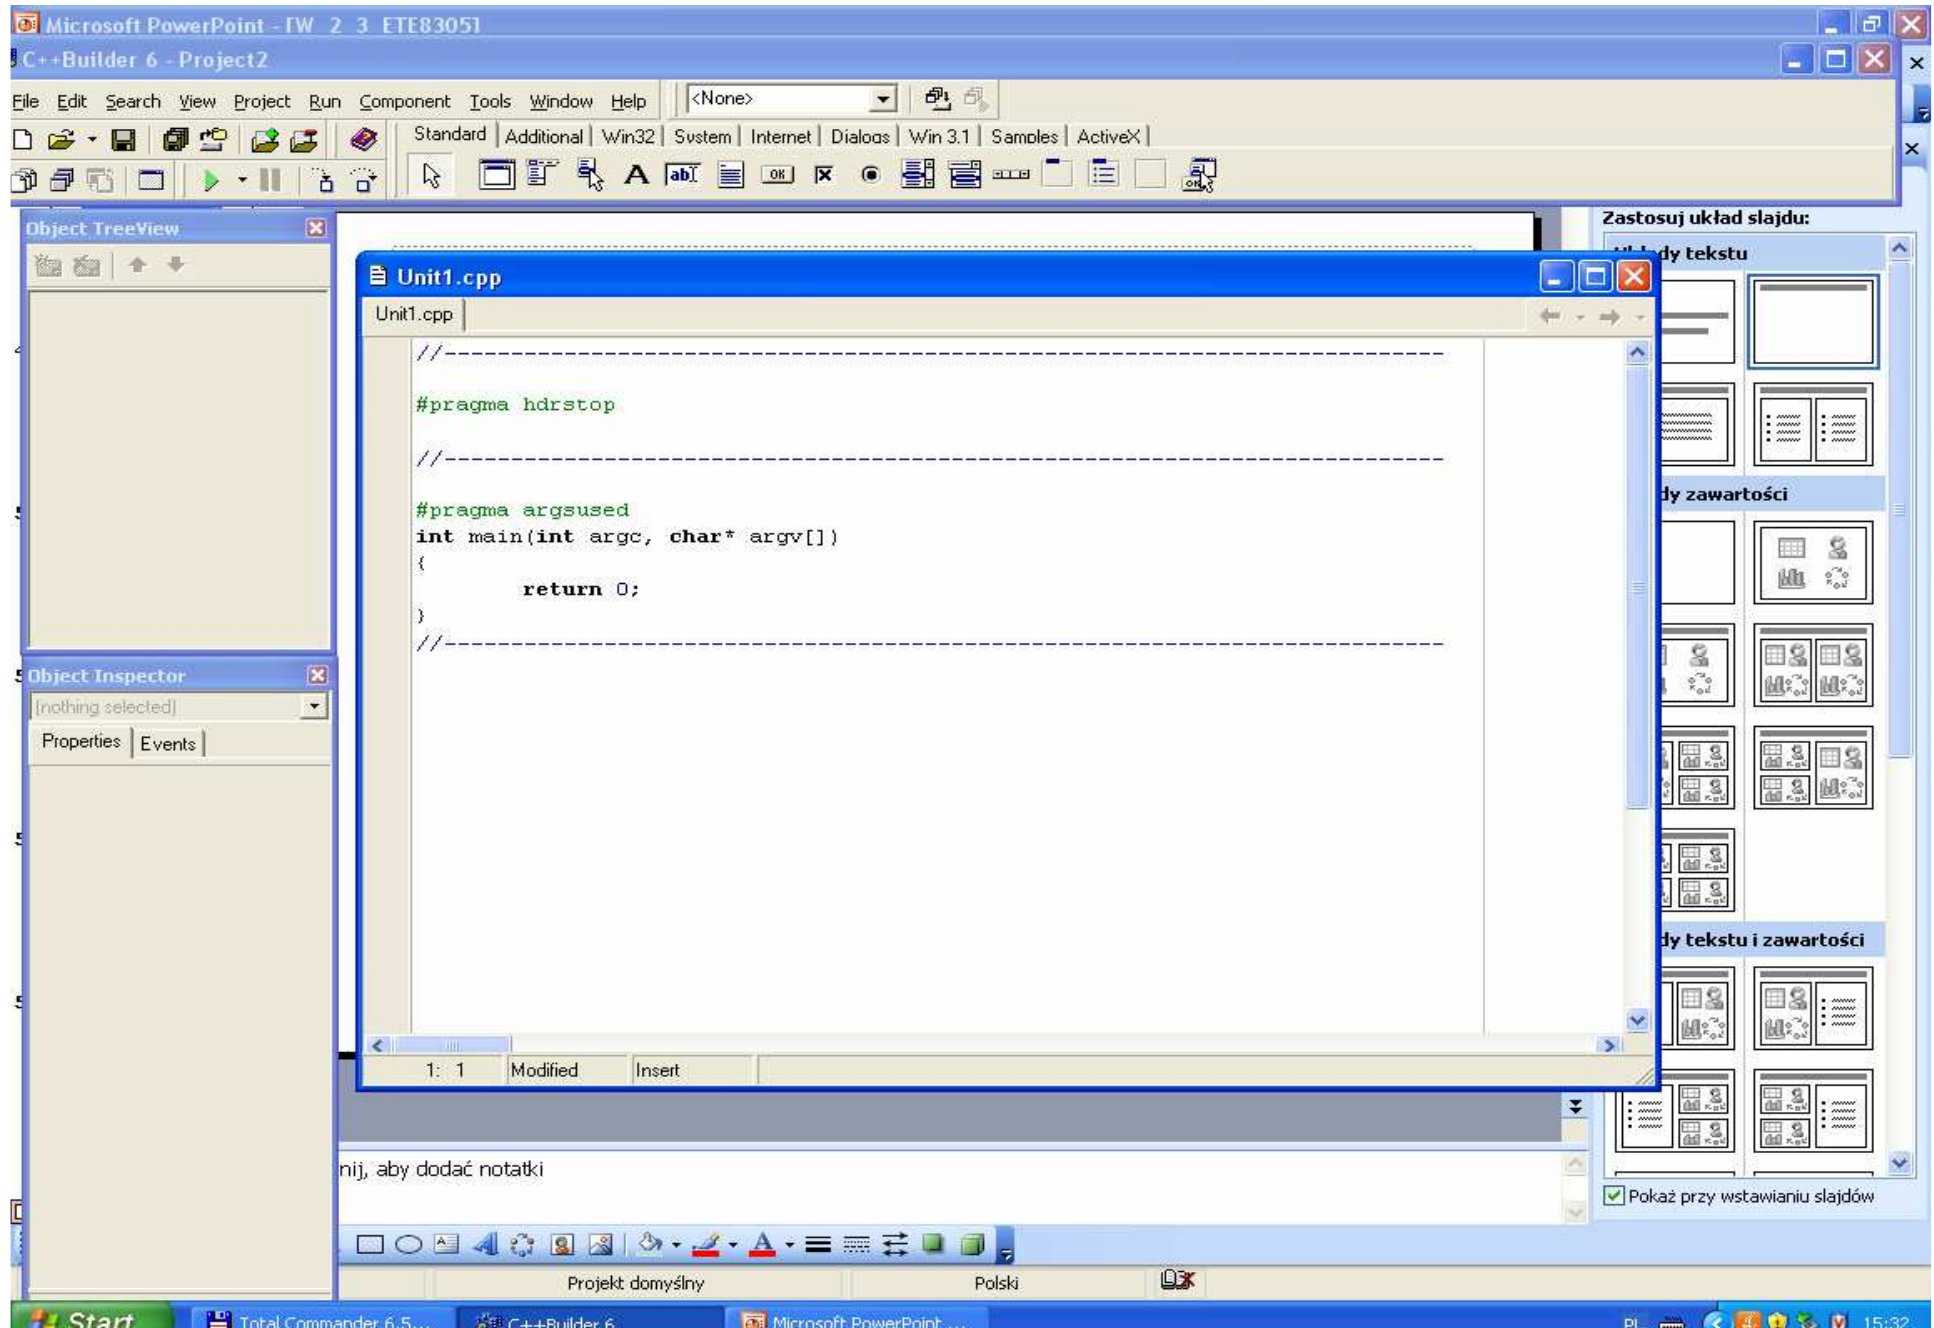 Microsoft PowerPoint - [W_2_3_ETE8305]
C++Builder 6 - Project2
File Edit Search View Project Run Component Tools Window Help <None>
Standard Additional Win32 System Internet Dialogs Win 3.1 Samples ActiveX
Object TreeView
Zastosuj układ slajdu:
dy tekstu
Unit1.cpp
Unit1.cpp
//---------------------------------------------------------------------------
#pragma hdrstop
//---------------------------------------------------------------------------
dy zawartości
#pragma argsused
int main(int argc, char* argv[])
{
return 0;
}
//---------------------------------------------------------------------------
Object Inspector
(nothing selected)
Properties Events
dy tekstu i zawartości
1: 1 Modified Insert
nij, aby dodać notatki
Pokaż przy wstawianiu slajdów
Projekt domyślny Polski
Start Total Commander 6.5... C++Builder 6 Microsoft PowerPoint ... PL 15:32